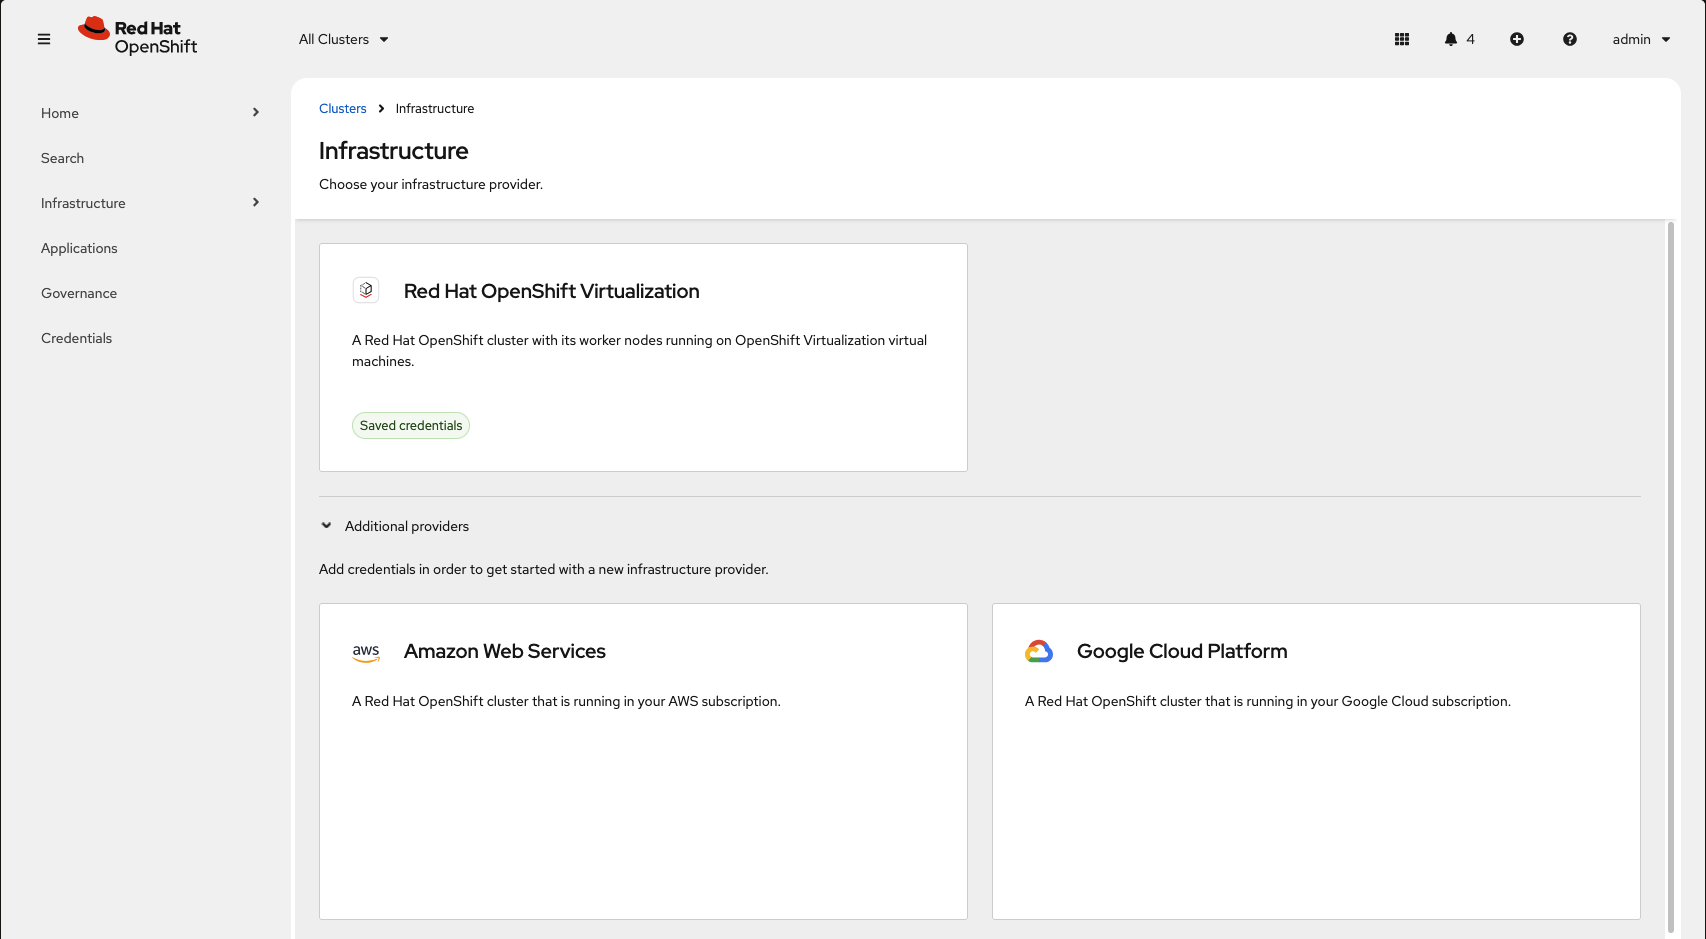 Red Hat
OpenShift
All Clusters
4
admin
Home
Search
Infrastructure
Applications
Governance
Credentials
Clusters > Infrastructure
Infrastructure
Choose your infrastructure provider.
Red Hat OpenShift Virtualization
A Red Hat OpenShift cluster with its worker nodes running on OpenShift Virtualization virtual
machines.
Saved credentials
Additional providers
Add credentials in order to get started with a new infrastructure provider.
aws Amazon Web Services
A Red Hat OpenShift cluster that is running in your AWS subscription.
Google Cloud Platform
A Red Hat OpenShift cluster that is running in your Google Cloud subscription.